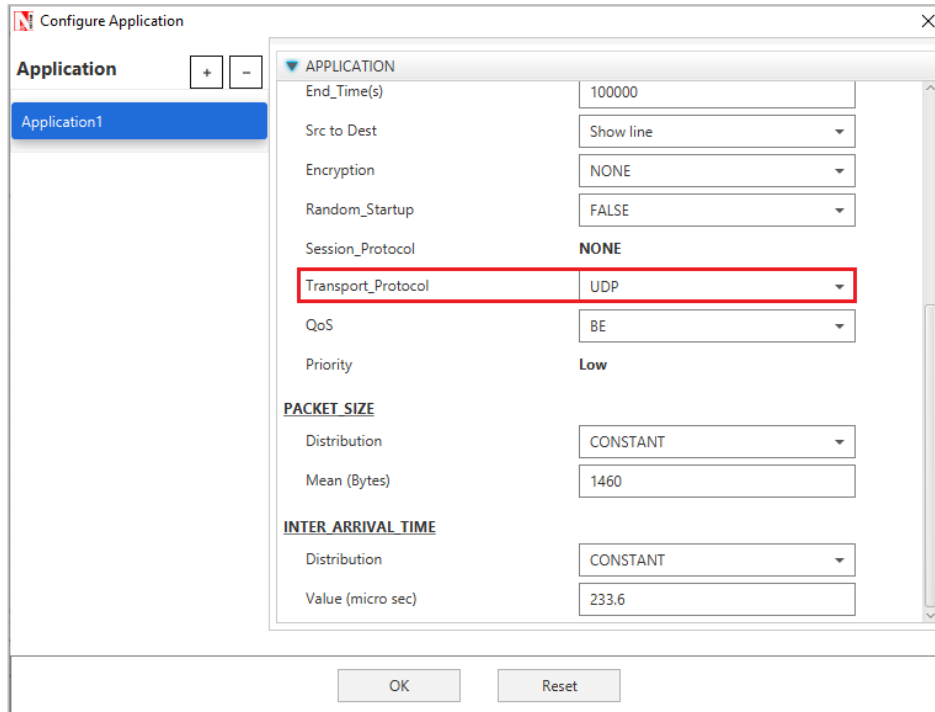 Configure Application
Application + -
Application1
APPLICATION
End_Time(s) 100000
Src to Dest Show line
Encryption NONE
Random_Startup FALSE
Session_Protocol NONE
Transport_Protocol UDP
QoS BE
Priority Low
PACKET_SIZE
Distribution CONSTANT
Mean (Bytes) 1460
INTER_ARRIVAL_TIME
Distribution CONSTANT
Value (micro sec) 233.6
OK Reset